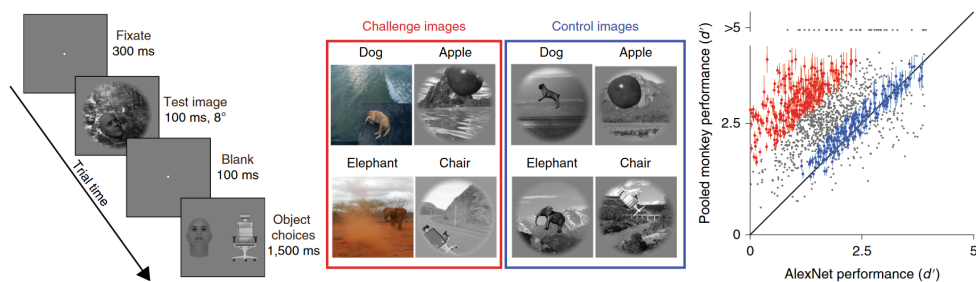 Fixate
300 ms
Test image
100 ms, 8°
Blank
100 ms
Object
choices
1,500 ms
Trial time
Challenge images
Dog
Apple
Elephant
Chair
Control images
Dog
Apple
Elephant
Chair
Pooled monkey performance (d′)
>5
2.5
0
0
2.5
5
AlexNet performance (d′)